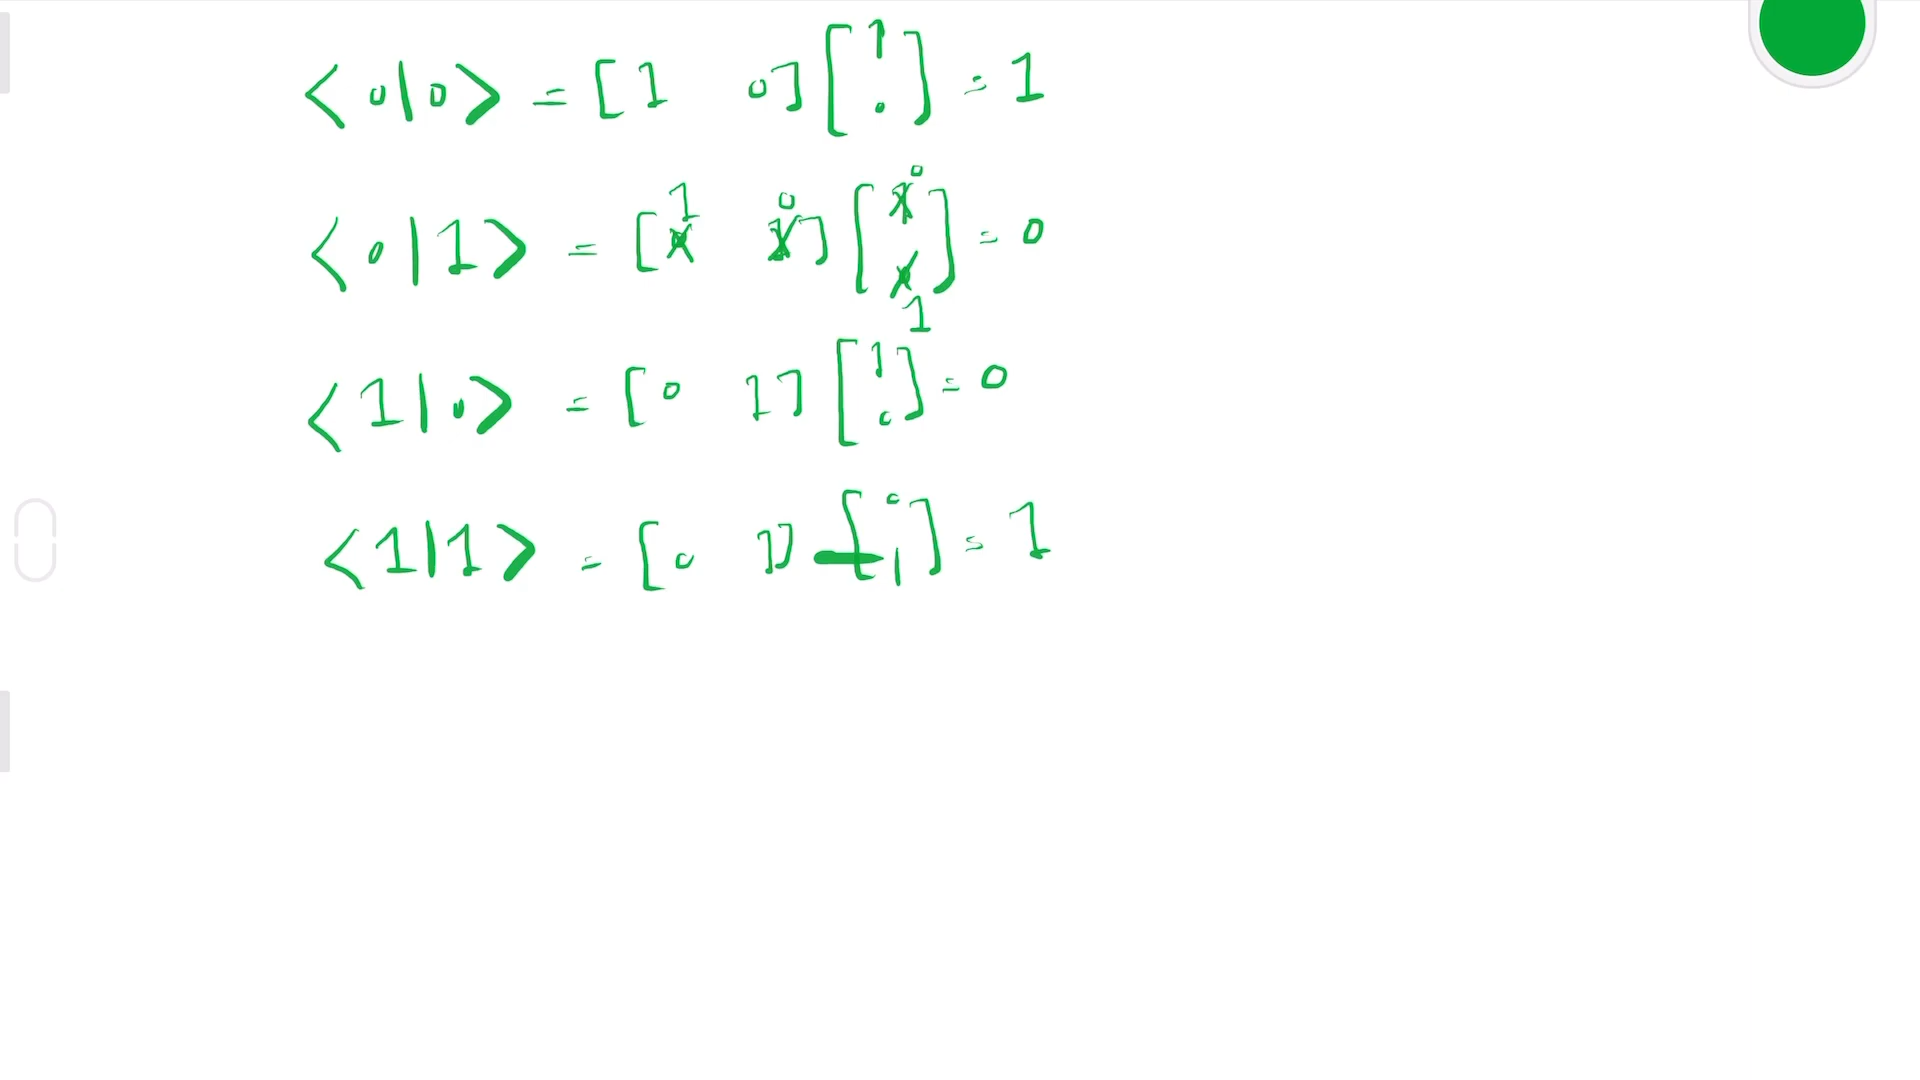 <0|0> = [1 0] [1 0] = 1
<0|1> = [1 0] [0 1] = 0
<1|0> = [0 1] [1 0] = 0
<1|1> = [0 1] [0 1] = 1